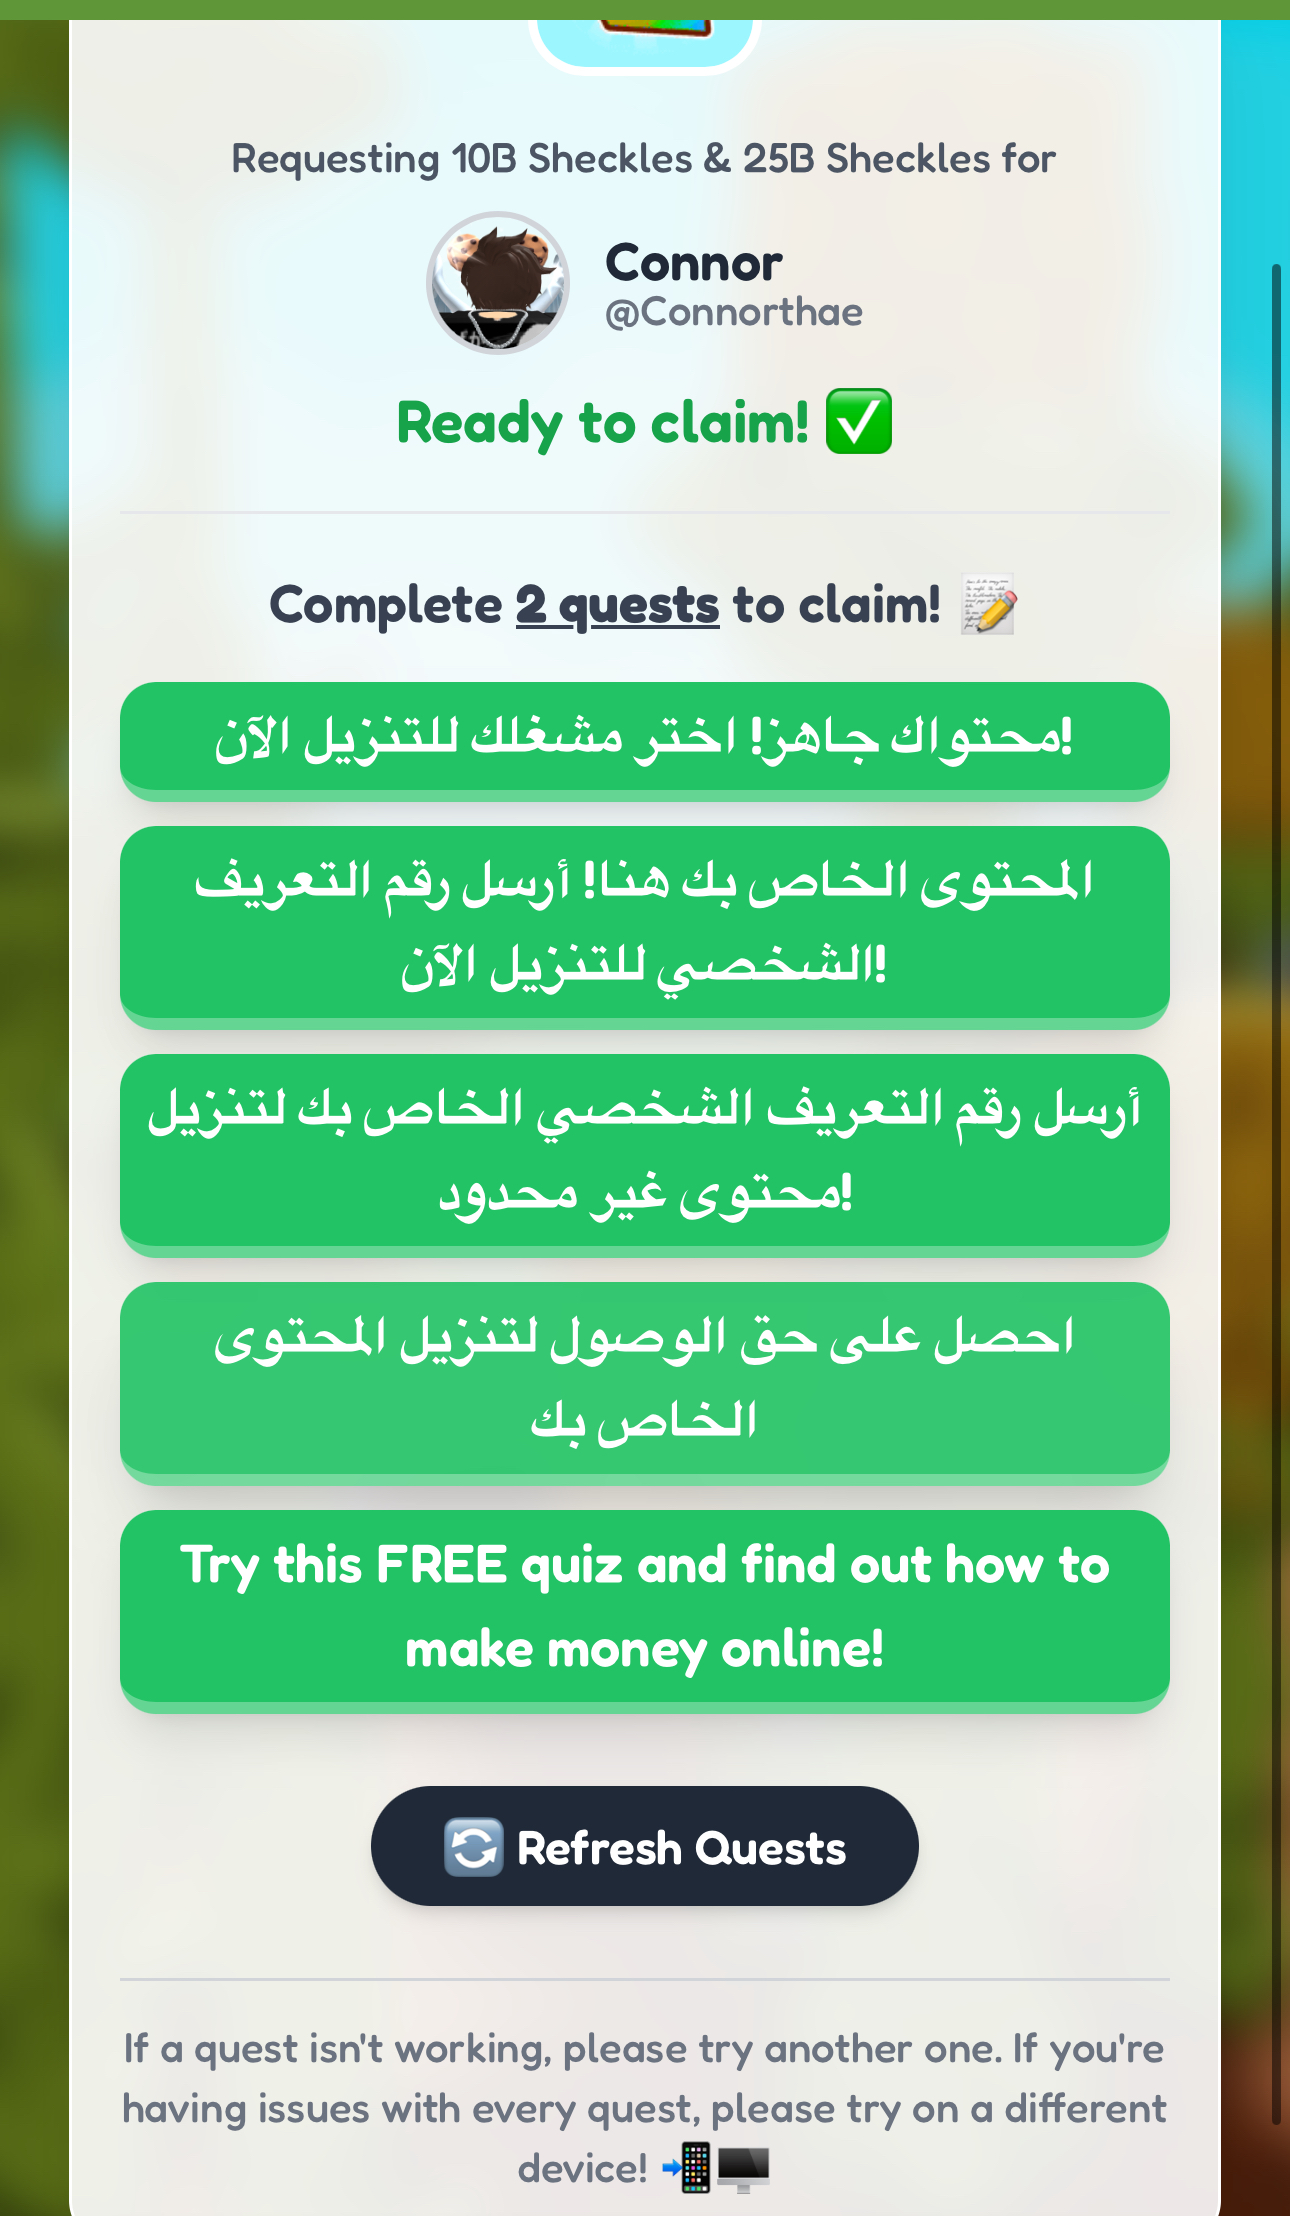 Requesting 10B Sheckles & 25B Sheckles for
Connor
@Connorthae
Ready to claim! ✅
Complete 2 quests to claim! 📝
محتواك جاهز! اختر مشغلك للتنزيل الآن!
المحتوى الخاص بك هنا! أرسل رقم التعريف
الشخصي للتنزيل الآن!
أرسل رقم التعريف الشخصي الخاص بك لتنزيل
محتوى غير محدود!
احصل على حق الوصول لتنزيل المحتوى
الخاص بك
Try this FREE quiz and find out how to
make money online!
🔄 Refresh Quests
If a quest isn't working, please try another one. If you're
having issues with every quest, please try on a different
device! 📲🖥️